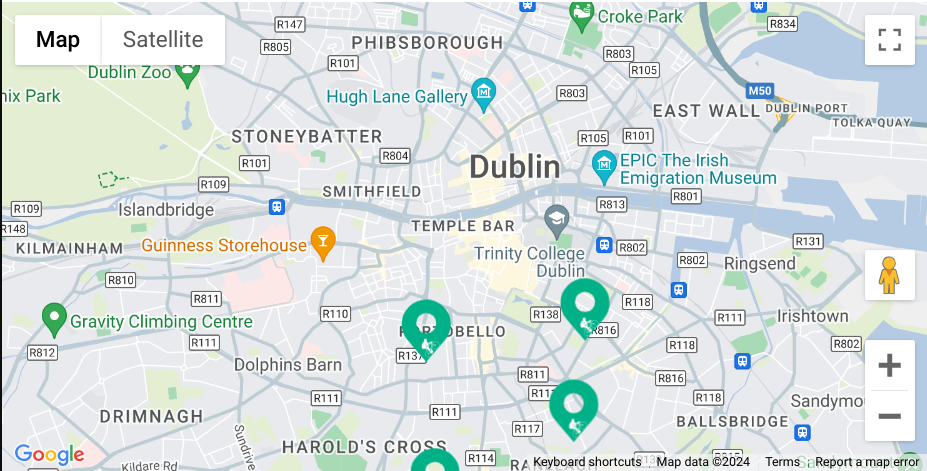 Map
Satellite
R147
Croke Park
R834
R805
PHIBSBOROUGH
R803
R101
R105
Dublin Zoo
nix Park
Hugh Lane Gallery
R803
M50
EAST WALL
DUBLIN PORT
TOLKA QUAY
STONEYBATTER
R105
R101
R804
R101
Dublin
EPIC The Irish
Emigration Museum
R109
SMITHFIELD
R801
R109
Islandbridge
R813
R148
TEMPLE BAR
KILMAINHAM
Guinness Storehouse
Trinity College
Dublin
R802
R131
R802
Ringsend
R810
R811
R110
R138
R118
R816
R111
Irishtown
Gravity Climbing Centre
R812
R111
R118
R802
Dolphins Barn
R811
R816
R111
R111
R118
Sandymou
DRIMNAGH
R117
BALLSBRIDGE
HAROLD'S CROSS
R114
Sundrive
Kildare Rd
Google
Keyboard shortcuts
Map data ©2024
Terms
Report a map error